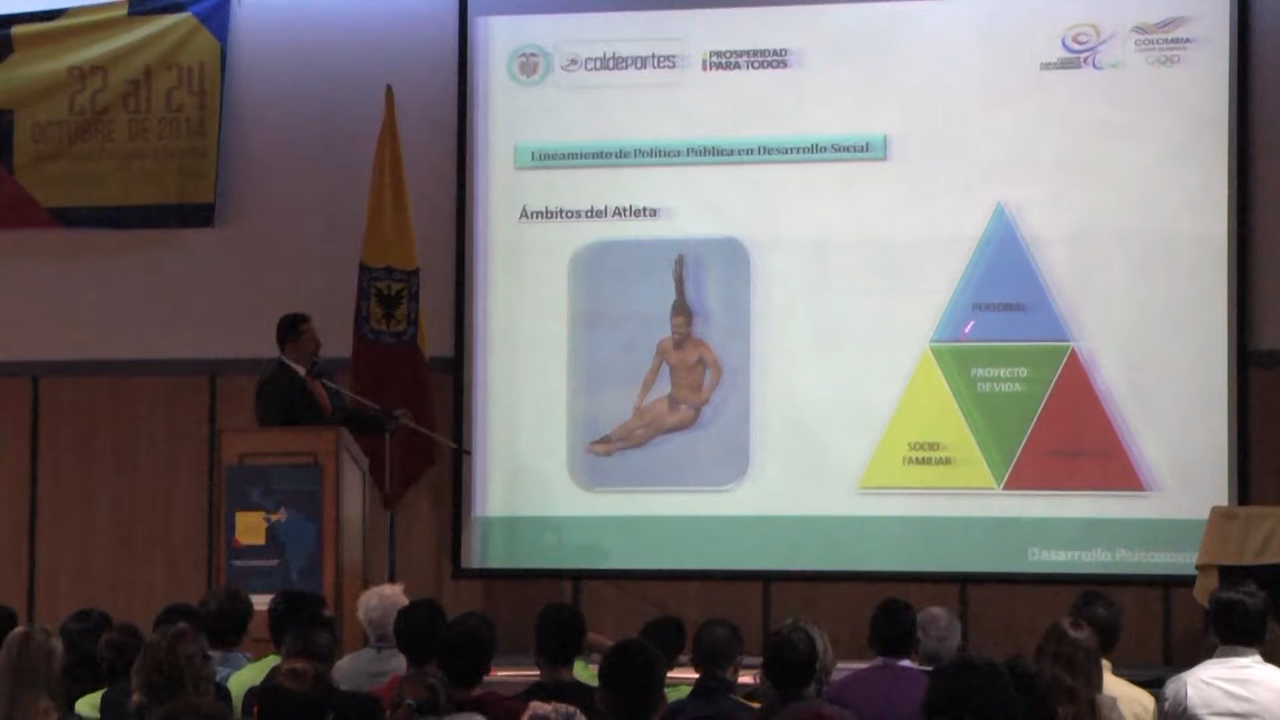 22 al 24
OCTUBRE DE 2014
coldeportes
PROSPERIDAD
PARA TODOS
COLOMBIA
Lineamiento de Política Pública en Desarrollo Social
Ámbitos del Atleta
PERSONAL
PROYECTO
DE VIDA
SOCIO -
FAMILIAR